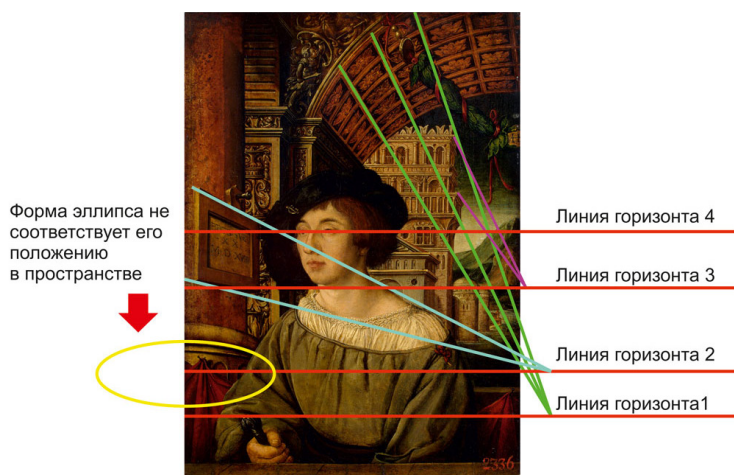 Форма эллипса не
соответствует его
положению
в пространстве
Линия горизонта 4
Линия горизонта 3
Линия горизонта 2
Линия горизонта1
2336